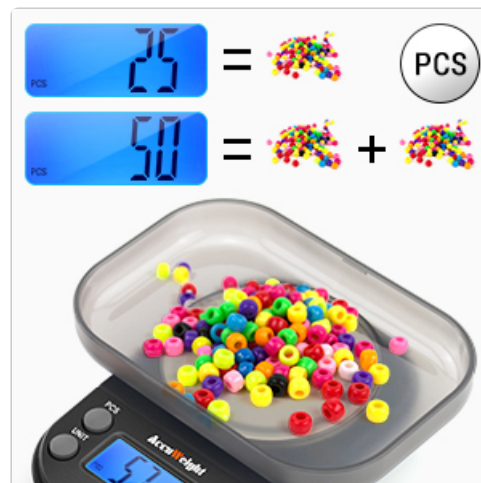 25
=
PCS
PCS
50
=
+
PCS
PCS
UNIT
AccuWeight